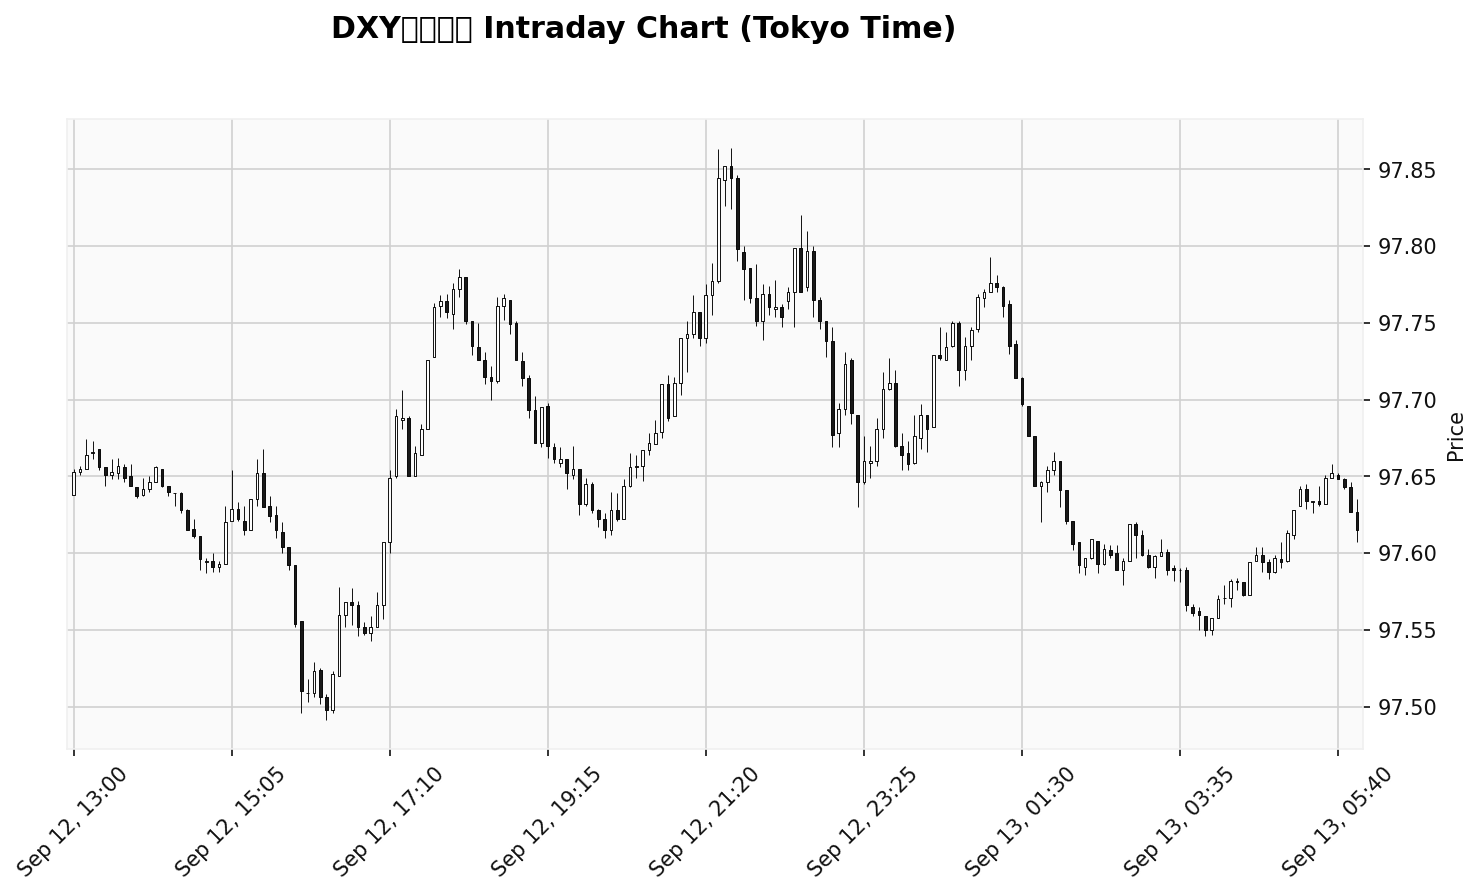 DXY Intraday Chart (Tokyo Time)
97.85
97.80
97.75
97.70
97.65
97.60
97.55
97.50
Price
Sep 12, 13:00
Sep 12, 15:05
Sep 12, 17:10
Sep 12, 19:15
Sep 12, 21:20
Sep 12, 23:25
Sep 13, 01:30
Sep 13, 03:35
Sep 13, 05:40